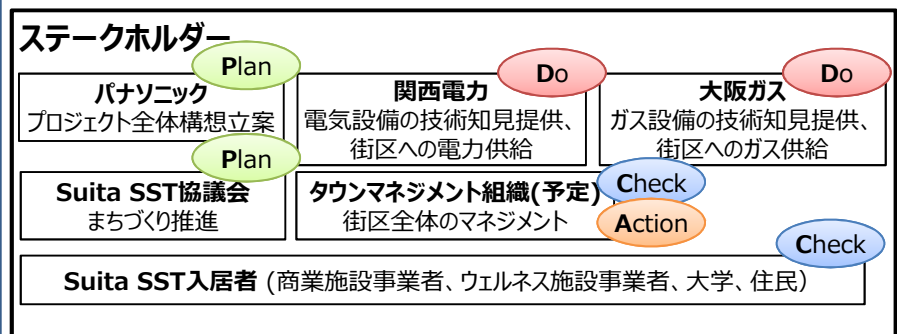 ステークホルダー
Plan
パナソニック
プロジェクト全体構想立案
Do
関西電力
電気設備の技術知見提供、
街区への電力供給
Do
大阪ガス
ガス設備の技術知見提供、
街区へのガス供給
Plan
Suita SST協議会
まちづくり推進
タウンマネジメント組織(予定)
街区全体のマネジメント
Check
Action
Check
Suita SST入居者 (商業施設事業者、ウェルネス施設事業者、大学、住民)